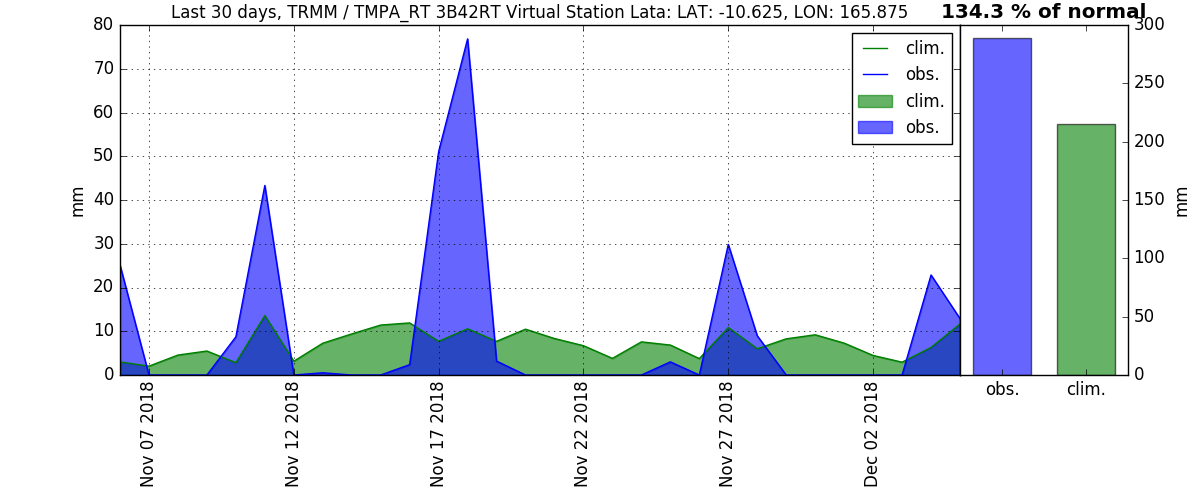 Last 30 days, TRMM / TMPA_RT 3B42RT Virtual Station Lata: LAT: -10.625, LON: 165.875
134.3 % of normal
80
70
60
50
40
30
20
10
0
mm
clim.
obs.
clim.
obs.
300
250
200
150
100
50
0
mm
obs.
clim.
Nov 07 2018
Nov 12 2018
Nov 17 2018
Nov 22 2018
Nov 27 2018
Dec 02 2018